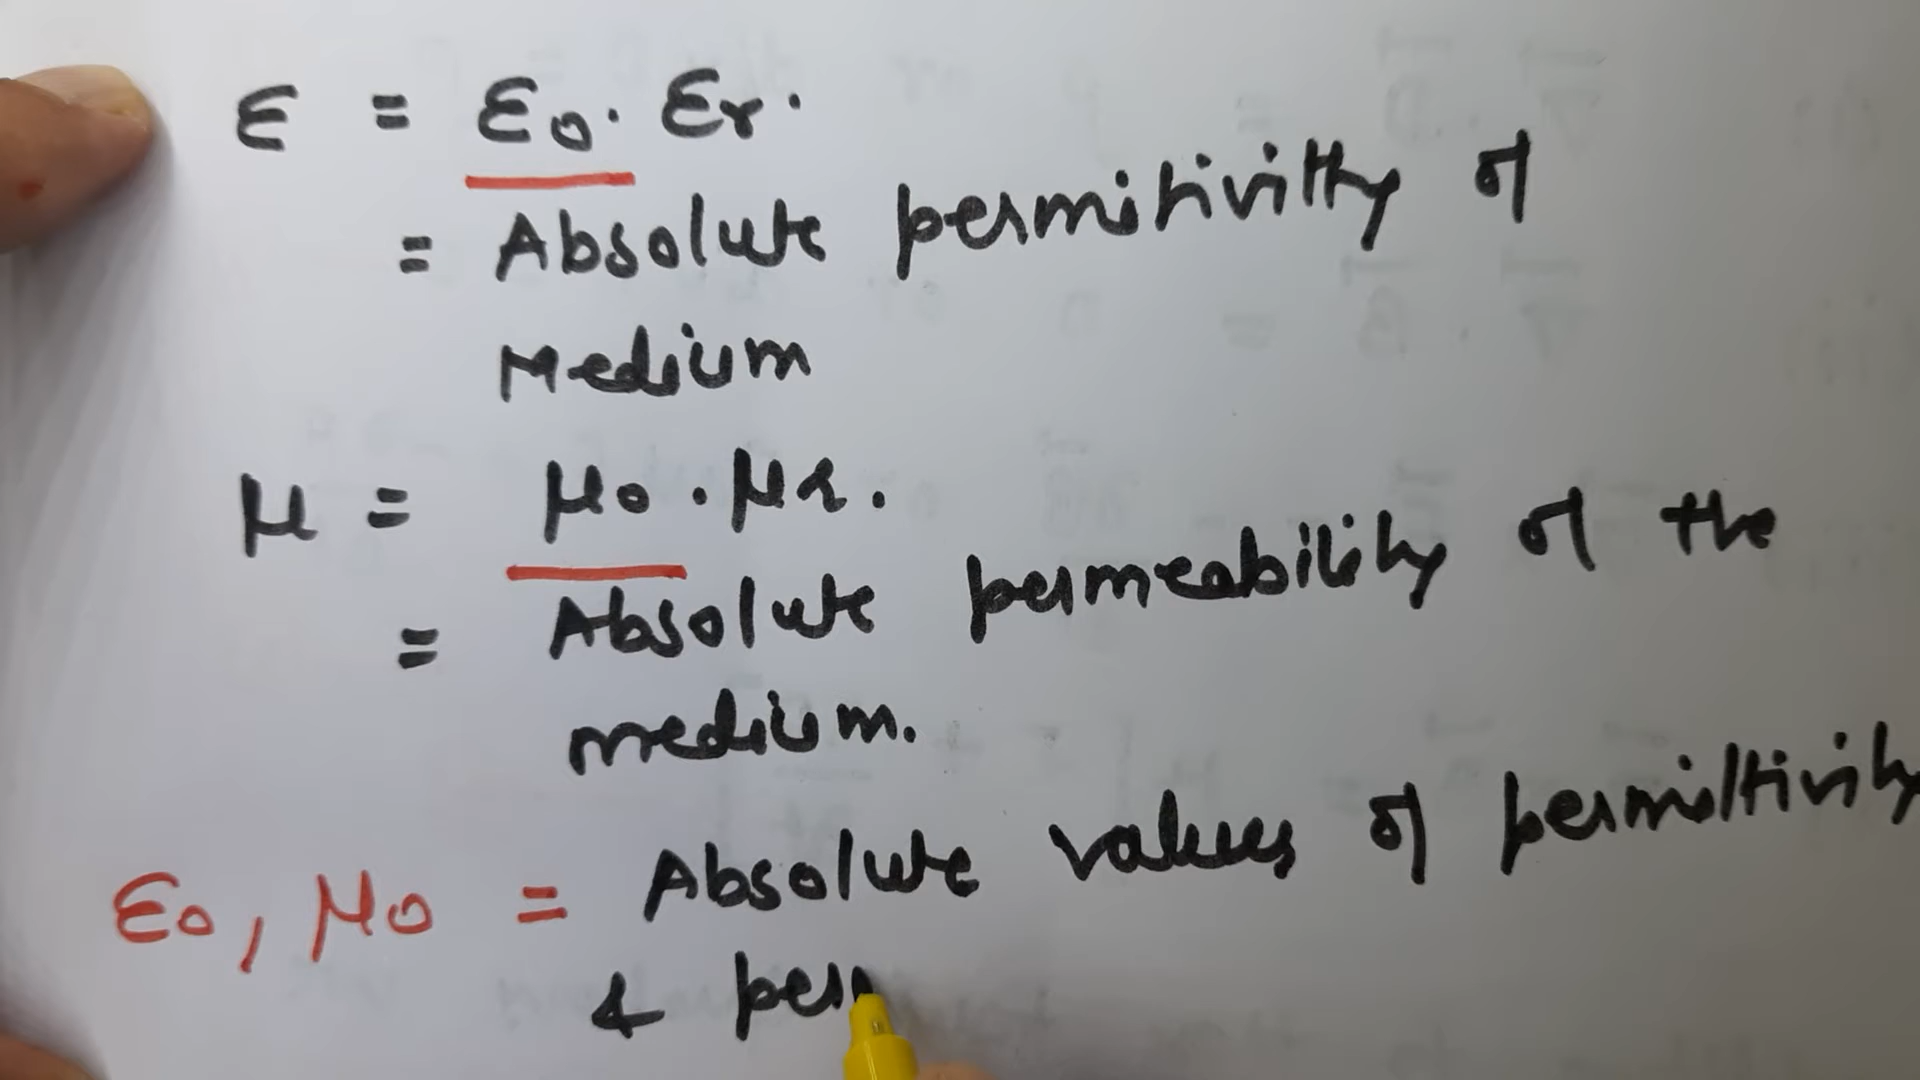 ε = ε0. εr.
= Absolute permitivitty of
Medium
μ = μ0 . μr.
= Absolute permeability of the
medium.
ε0, μ0 = Absolute values of permittivity
& per